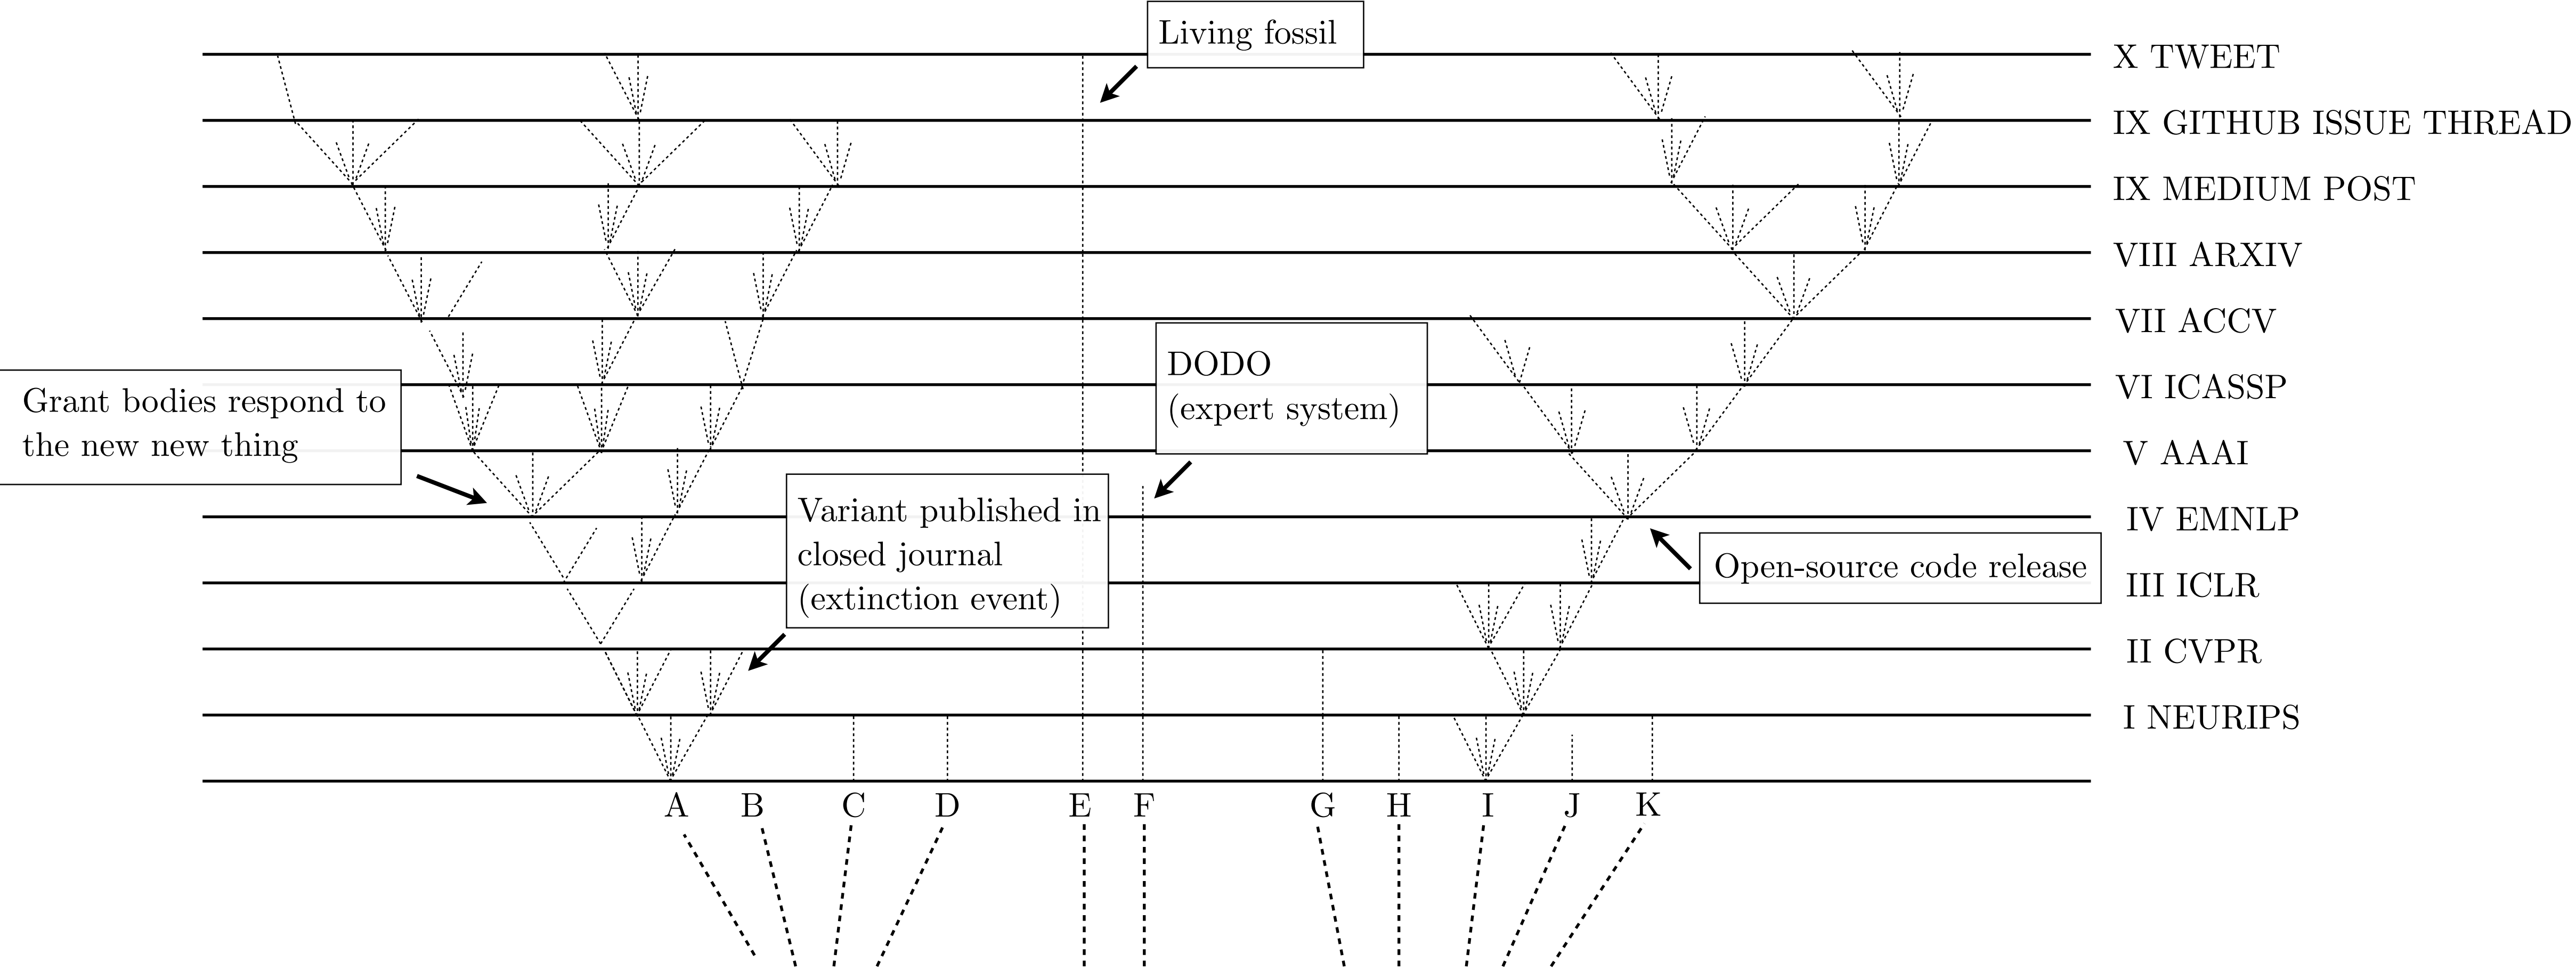 Living fossil
X TWEET
IX GITHUB ISSUE THREAD
IX MEDIUM POST
VIII ARXIV
VII ACCV
DODO
(expert system)
VI ICASSP
Grant bodies respond to
the new new thing
V AAAI
Variant published in
closed journal
(extinction event)
IV EMNLP
Open-source code release
III ICLR
II CVPR
I NEURIPS
A B C D E F G H I J K